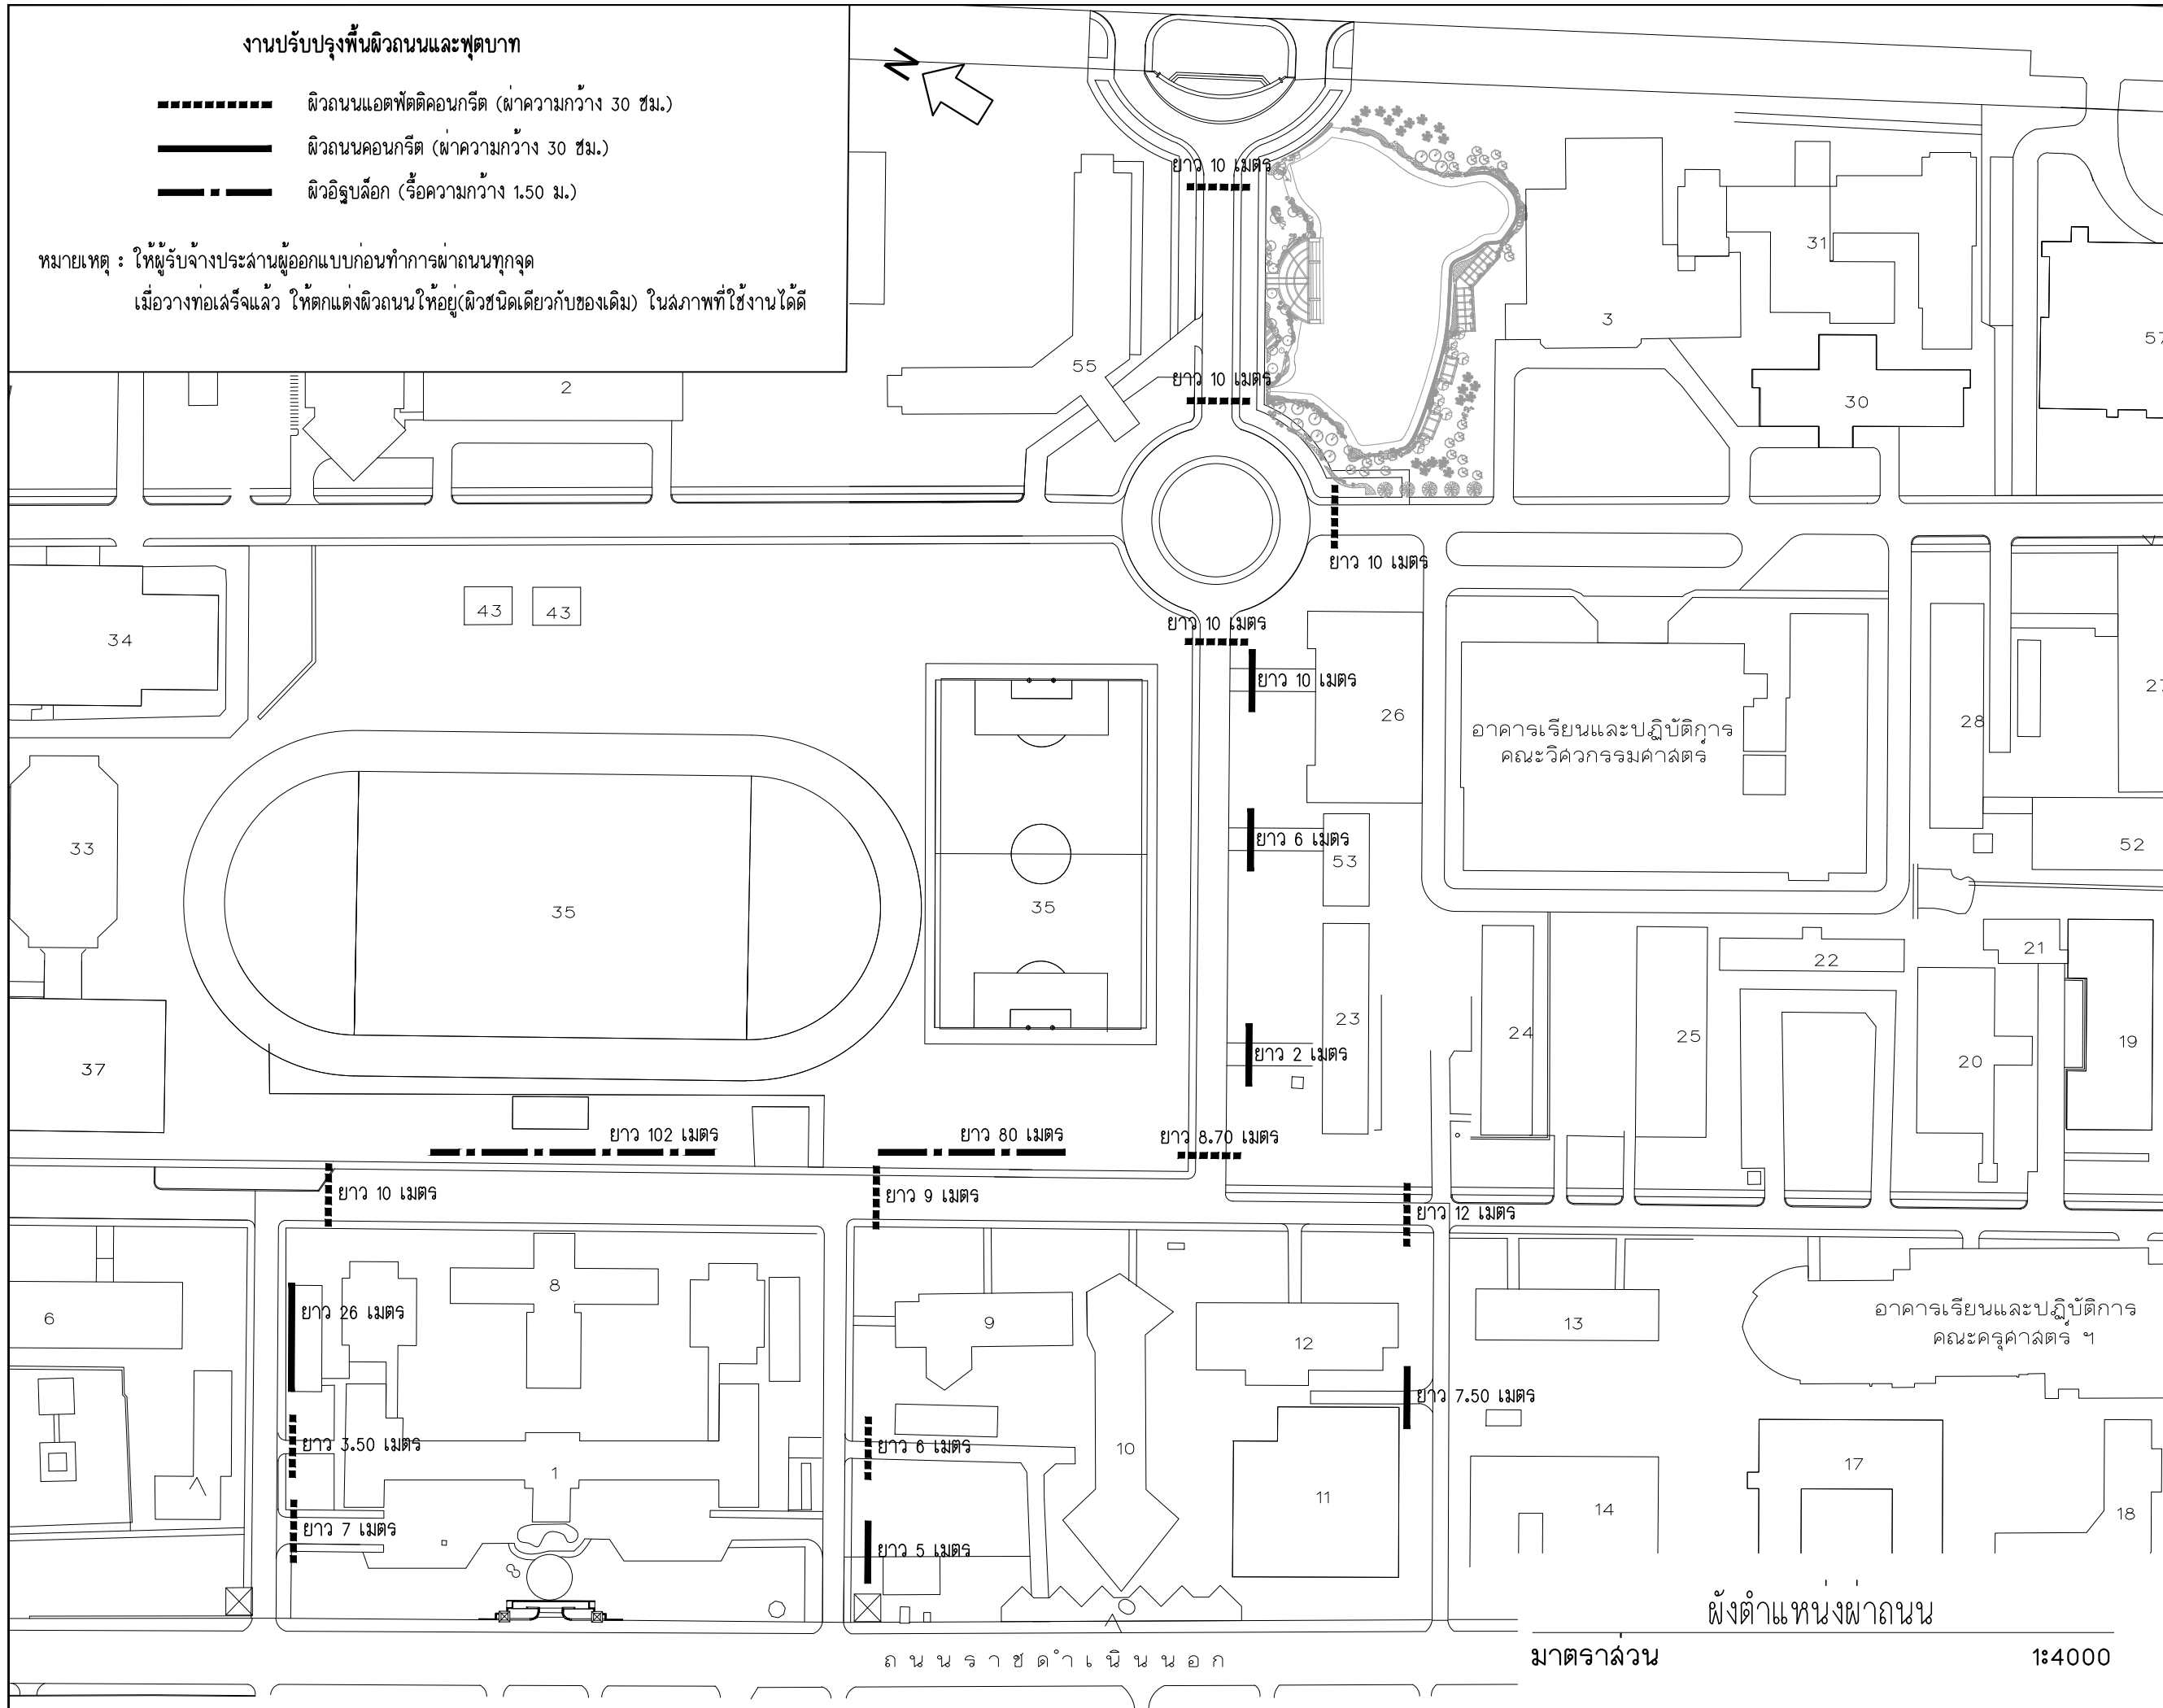 งานปรับปรุงพื้นผิวถนนและฟุตบาท
ผิวถนนแอตฟัตติคอนกรีต (ผ่าความกว้าง 30 ซม.)
ผิวถนนคอนกรีต (ผ่าความกว้าง 30 ซม.)
ผิวอิฐบล็อก (รื้อความกว้าง 1.50 ม.)
หมายเหตุ : ให้ผู้รับจ้างประสานผู้ออกแบบก่อนทำการผ่าถนนทุกจุด
เมื่อวางท่อเสร็จแล้ว ให้ตกแต่งผิวถนนให้อยู่(ผิวชนิดเดียวกับของเดิม) ในสภาพที่ใช้งานได้ดี
N
ยาว 10 เมตร
31
3
57
55
2
ยาว 10 เมตร
30
ยาว 10 เมตร
43
43
34
ยาว 10 เมตร
ยาว 10 เมตร
26
28
27
อาคารเรียนและปฏิบัติการ
คณะวิศวกรรมศาสตร์
33
ยาว 6 เมตร
53
52
35
35
22
21
37
ยาว 2 เมตร
23
24
25
20
19
ยาว 102 เมตร
ยาว 80 เมตร
ยาว 8.70 เมตร
ยาว 10 เมตร
ยาว 9 เมตร
ยาว 12 เมตร
6
ยาว 26 เมตร
8
9
12
13
อาคารเรียนและปฏิบัติการ
คณะครุศาสตร์ ฯ
ยาว 7.50 เมตร
ยาว 3.50 เมตร
1
ยาว 6 เมตร
10
11
14
17
18
ยาว 7 เมตร
ยาว 5 เมตร
ผังตำแหน่งผ่าถนน
มาตราส่วน 1:4000
ถนนราชดำเนินนอก